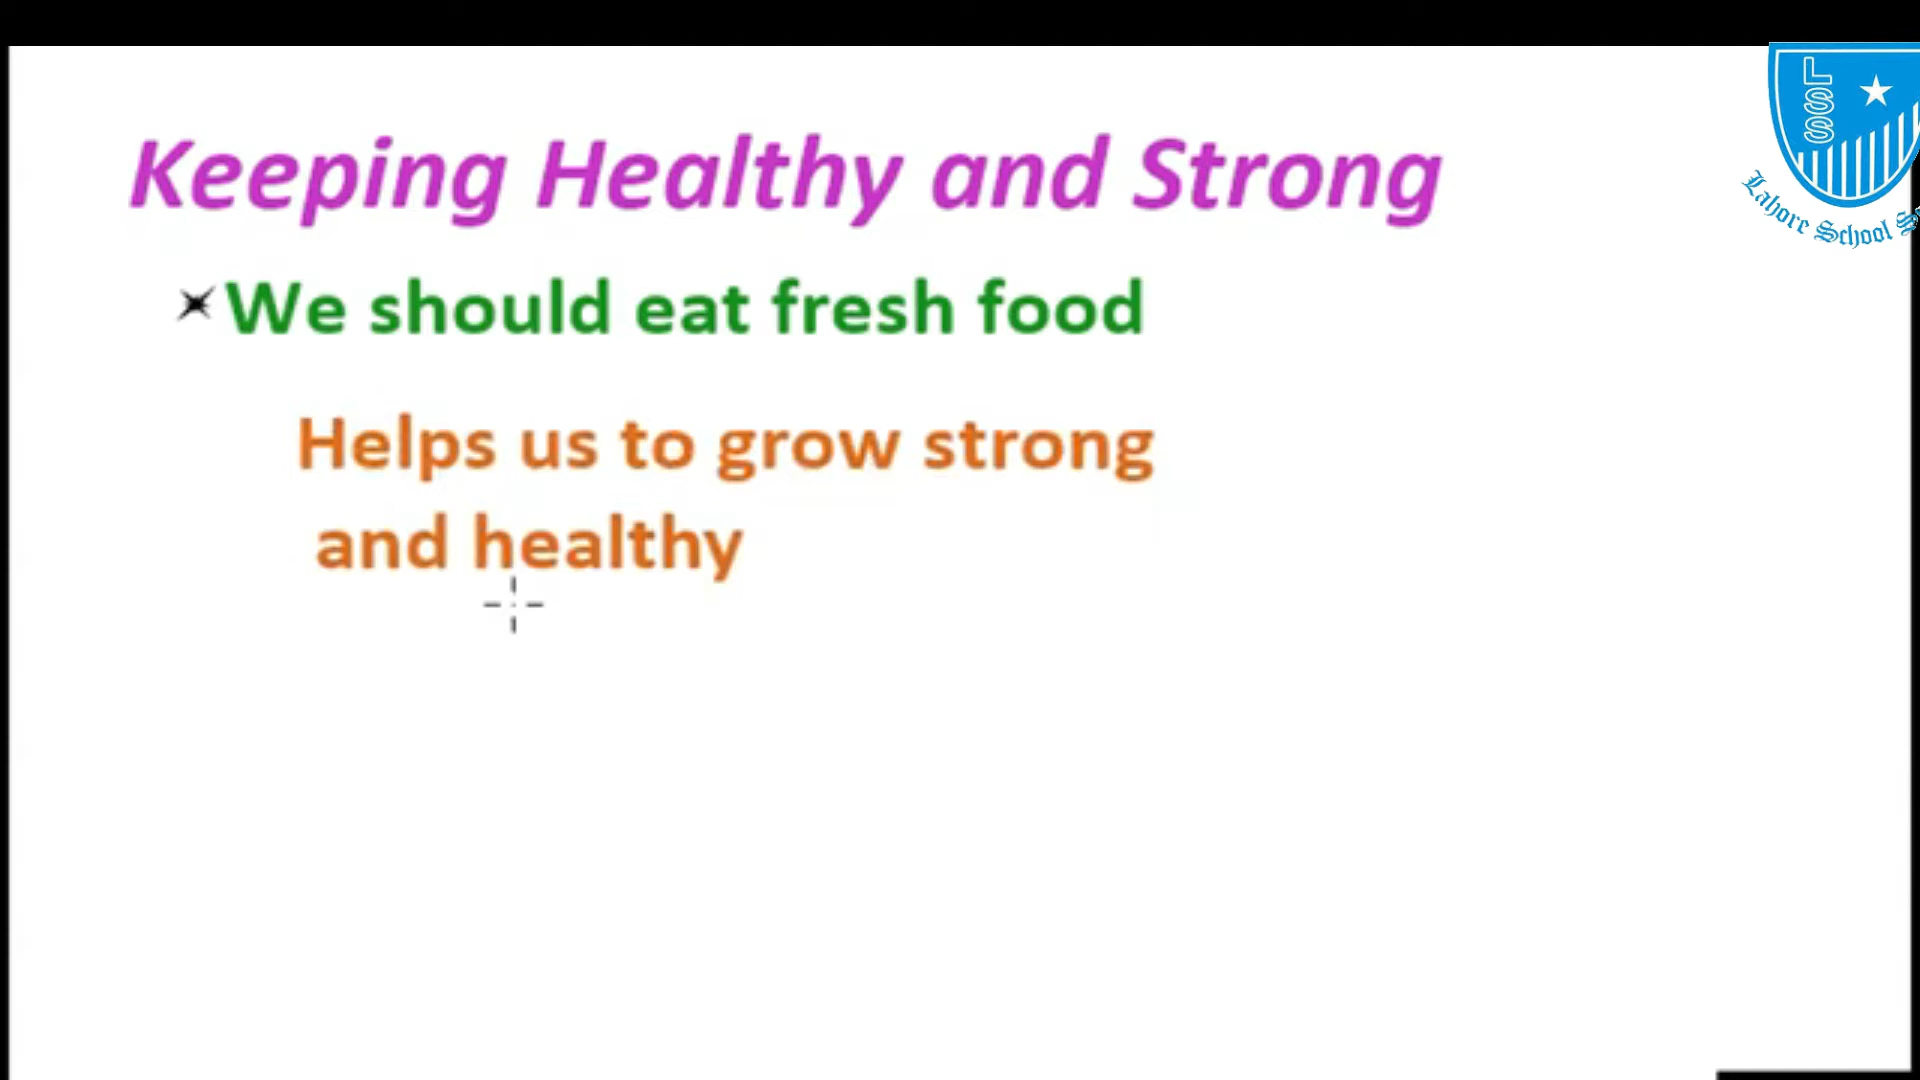 Keeping Healthy and Strong
We should eat fresh food
Helps us to grow strong
and healthy
LSS
Lahore School